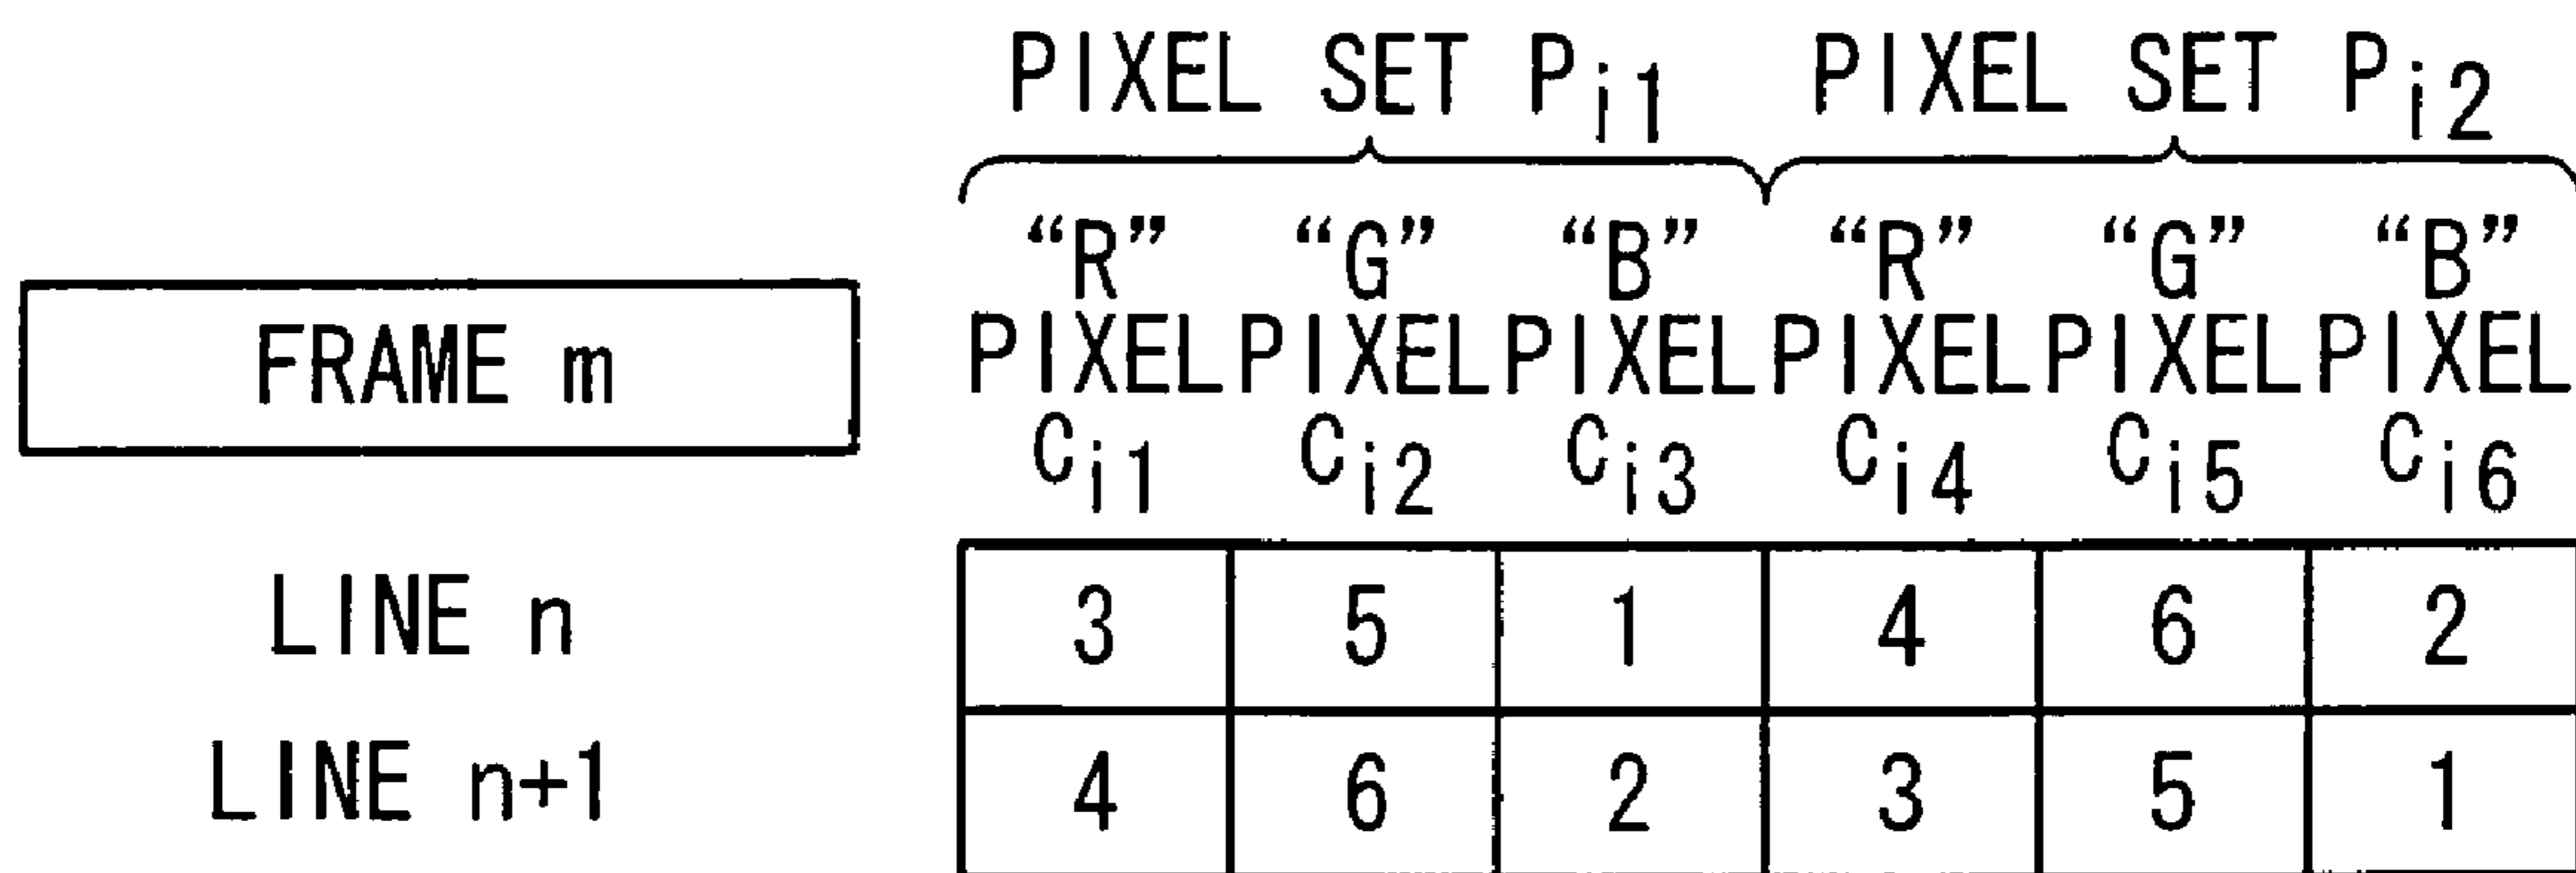 PIXEL SET Pi1 PIXEL SET Pi2
“R” “G” “B” “R” “G” “B”
FRAME m PIXEL PIXEL PIXEL PIXEL PIXEL PIXEL
Ci1 Ci2 Ci3 Ci4 Ci5 Ci6
LINE n 3 5 1 4 6 2
LINE n+1 4 6 2 3 5 1